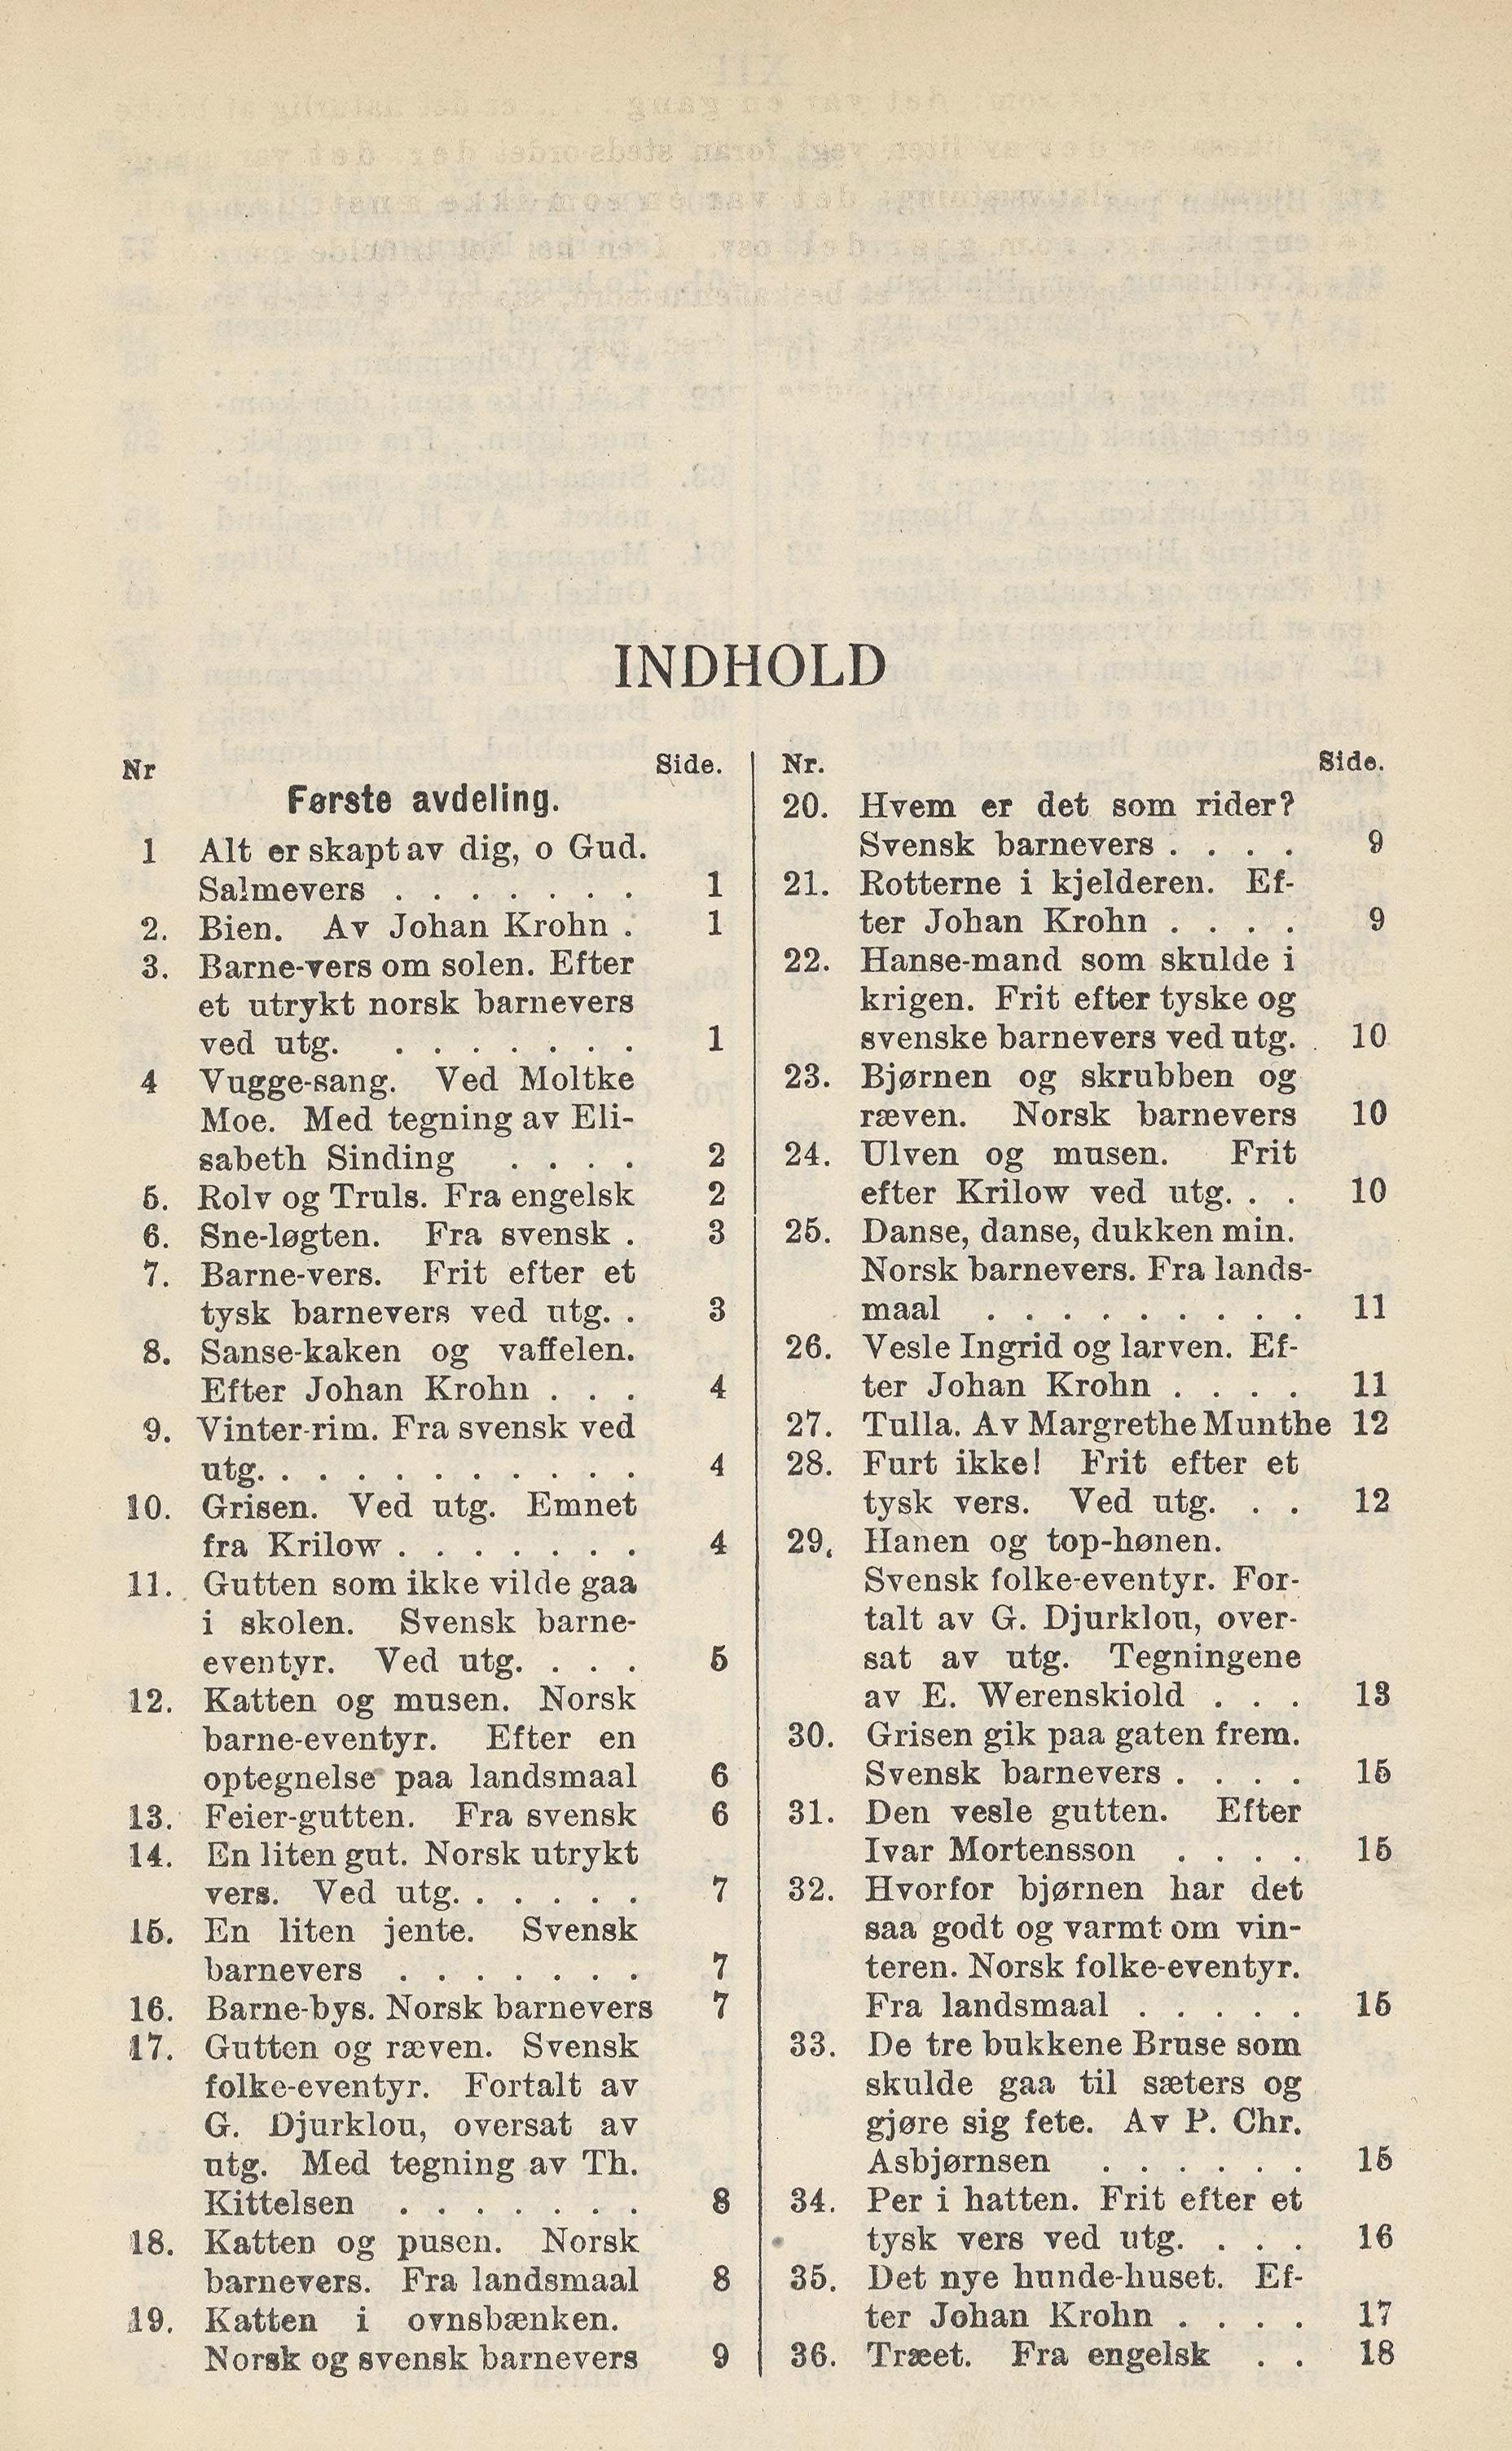 INDHOLD
Nr Side.
Første avdeling.
1 Alt er skapt av dig, o Gud.
Salmevers . . . . . . . 1
2. Bien. Av Johan Krohn . 1
3. Barne-vers om solen. Efter
et utrykt norsk barnevers
ved utg. . . . . . . . 1
4 Vugge-sang. Ved Moltke
Moe. Med tegning av Eli-
sabeth Sinding . . . . 2
5. Rolv og Truls. Fra engelsk 2
6. Sne-løgten. Fra svensk . 3
7. Barne-vers. Frit efter et
tysk barnevers ved utg. . 3
8. Sanse-kaken og vaffelen.
Efter Johan Krohn . . . 4
9. Vinter-rim. Fra svensk ved
utg. . . . . . . . . . . 4
10. Grisen. Ved utg. Emnet
fra Krilow . . . . . . . 4
11. Gutten som ikke vilde gaa
i skolen. Svensk barne-
eventyr. Ved utg. . . . 5
12. Katten og musen. Norsk
barne-eventyr. Efter en
optegnelse paa landsmaal 6
13. Feier-gutten. Fra svensk 6
14. En liten gut. Norsk utrykt
vers. Ved utg. . . . . . 7
15. En liten jente. Svensk
barnevers . . . . . . . 7
16. Barne-bys. Norsk barnevers 7
17. Gutten og ræven. Svensk
folke-eventyr. Fortalt av
G. Djurklou, oversat av
utg. Med tegning av Th.
Kittelsen . . . . . . . 8
18. Katten og pusen. Norsk
barnevers. Fra landsmaal 8
19. Katten i ovnsbænken.
Norsk og svensk barnevers 9
Nr. Side.
20. Hvem er det som rider?
Svensk barnevers . . . . 9
21. Rotterne i kjelderen. Ef-
ter Johan Krohn . . . . 9
22. Hanse-mand som skulde i
krigen. Frit efter tyske og
svenske barnevers ved utg. . 10
23. Bjørnen og skrubben og
ræven. Norsk barnevers 10
24. Ulven og musen. Frit
efter Krilow ved utg. . . 10
25. Danse, danse, dukken min.
Norsk barnevers. Fra lands-
maal . . . . . . . . . 11
26. Vesle Ingrid og larven. Ef-
ter Johan Krohn . . . . 11
27. Tulla. Av Margrethe Munthe 12
28. Furt ikke! Frit efter et
tysk vers. Ved utg. . . 12
29. Hanen og top-hønen.
Svensk folke-eventyr. For-
talt av G. Djurklou, over-
sat av utg. Tegningene
av E. Werenskiold . . . 13
30. Grisen gik paa gaten frem.
Svensk barnevers . . . . 15
31. Den vesle gutten. Efter
Ivar Mortensson . . . . 15
32. Hvorfor bjørnen har det
saa godt og varmt om vin-
teren. Norsk folke-eventyr.
Fra landsmaal . . . . . 15
33. De tre bukkene Bruse som
skulde gaa til sæters og
gjøre sig fete. Av P. Chr.
Asbjørnsen . . . . . . 15
34. Per i hatten. Frit efter et
tysk vers ved utg. . . . 16
35. Det nye hunde-huset. Ef-
ter Johan Krohn . . . . 17
36. Træet. Fra engelsk . . 18